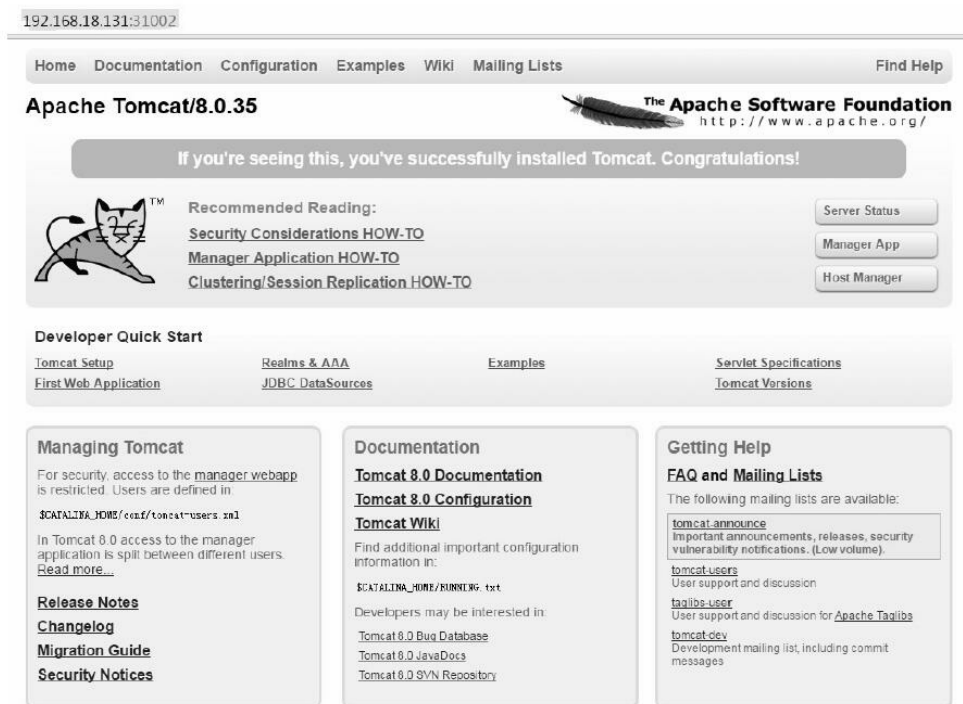 192.168.18.131:31002
Home Documentation Configuration Examples Wiki Mailing Lists Find Help
Apache Tomcat/8.0.35
The Apache Software Foundation
http://www.apache.org/
If you're seeing this, you've successfully installed Tomcat. Congratulations!
TM
Recommended Reading:
Security Considerations HOW-TO
Manager Application HOW-TO
Clustering/Session Replication HOW-TO
Server Status
Manager App
Host Manager
Developer Quick Start
Tomcat Setup
First Web Application
Realms & AAA
JDBC DataSources
Examples
Servlet Specifications
Tomcat Versions
Managing Tomcat
For security, access to the manager webapp
is restricted. Users are defined in:
$CATALINA_HOME/conf/tomcat-users.xml
In Tomcat 8.0 access to the manager
application is split between different users.
Read more...
Release Notes
Changelog
Migration Guide
Security Notices
Documentation
Tomcat 8.0 Documentation
Tomcat 8.0 Configuration
Tomcat Wiki
Find additional important configuration
information in:
$CATALINA_HOME/RUNNING.txt
Developers may be interested in:
Tomcat 8.0 Bug Database
Tomcat 8.0 JavaDocs
Tomcat 8.0 SVN Repository
Getting Help
FAQ and Mailing Lists
The following mailing lists are available:
tomcat-announce
Important announcements, releases, security
vulnerability notifications. (Low volume).
tomcat-users
User support and discussion
taglibs-user
User support and discussion for Apache Taglibs
tomcat-dev
Development mailing list, including commit
messages